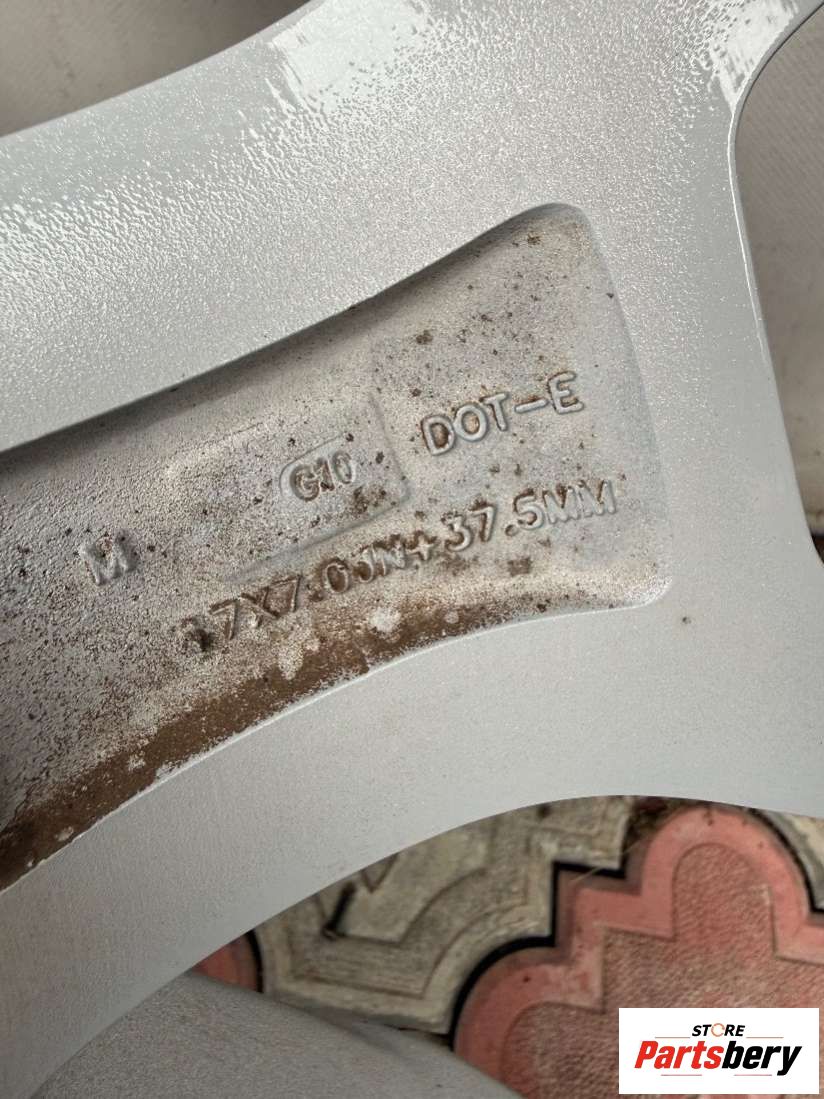 DOT-E
G10
M
17X7.0JN+37.5MM
STORE
Partsbery